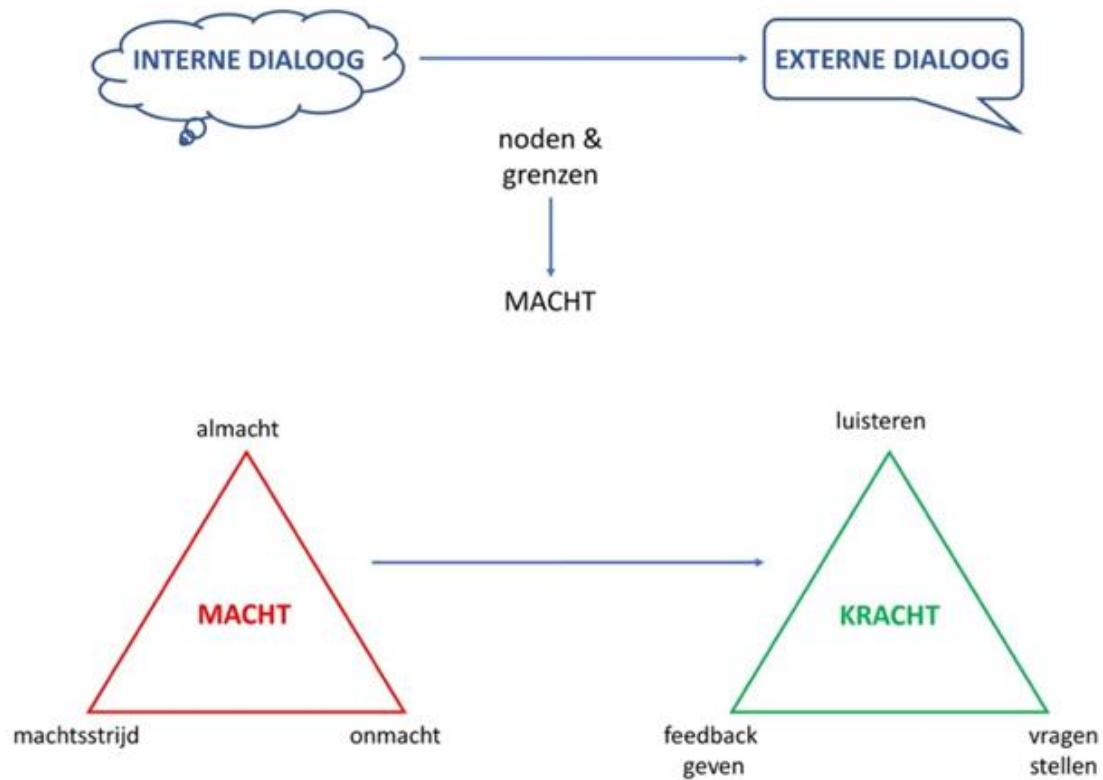 INTERNE DIALOOG
EXTERNE DIALOOG
noden &
grenzen
MACHT
almacht
MACHT
machtsstrijd
onmacht
luisteren
KRACHT
feedback
geven
vragen
stellen